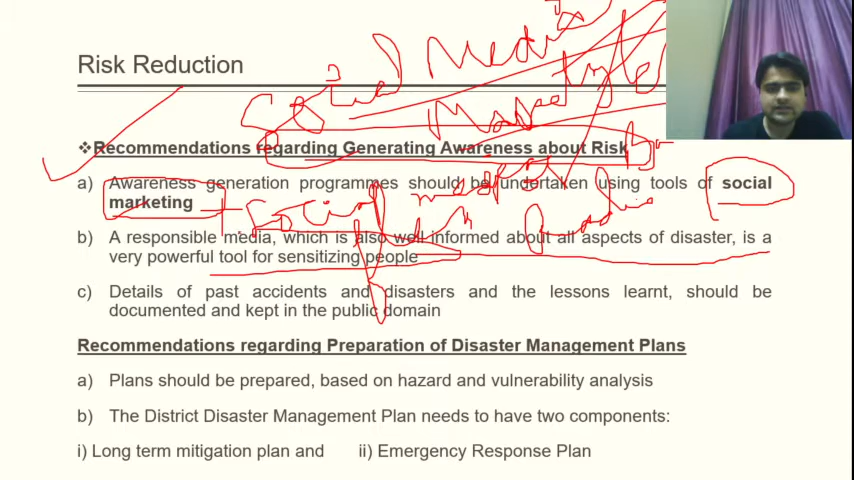 Risk Reduction
Social Media
❖Recommendations regarding Generating Awareness about Risk
a) Awareness generation programmes should be undertaken using tools of social
marketing
Social
b) A responsible media, which is also well informed about all aspects of disaster, is a
very powerful tool for sensitizing people
c) Details of past accidents and disasters and the lessons learnt, should be
documented and kept in the public domain
Recommendations regarding Preparation of Disaster Management Plans
a) Plans should be prepared, based on hazard and vulnerability analysis
b) The District Disaster Management Plan needs to have two components:
i) Long term mitigation plan and ii) Emergency Response Plan